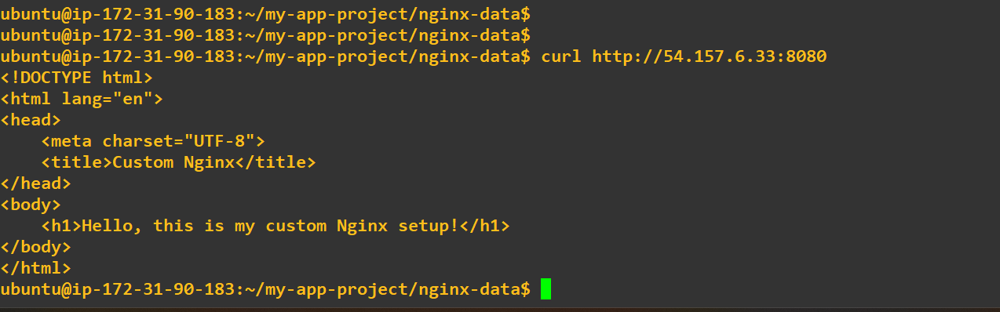 ubuntu@ip-172-31-90-183:~/my-app-project/nginx-data$
ubuntu@ip-172-31-90-183:~/my-app-project/nginx-data$
ubuntu@ip-172-31-90-183:~/my-app-project/nginx-data$ curl http://54.157.6.33:8080
<!DOCTYPE html>
<html lang="en">
<head>
    <meta charset="UTF-8">
    <title>Custom Nginx</title>
</head>
<body>
    <h1>Hello, this is my custom Nginx setup!</h1>
</body>
</html>
ubuntu@ip-172-31-90-183:~/my-app-project/nginx-data$